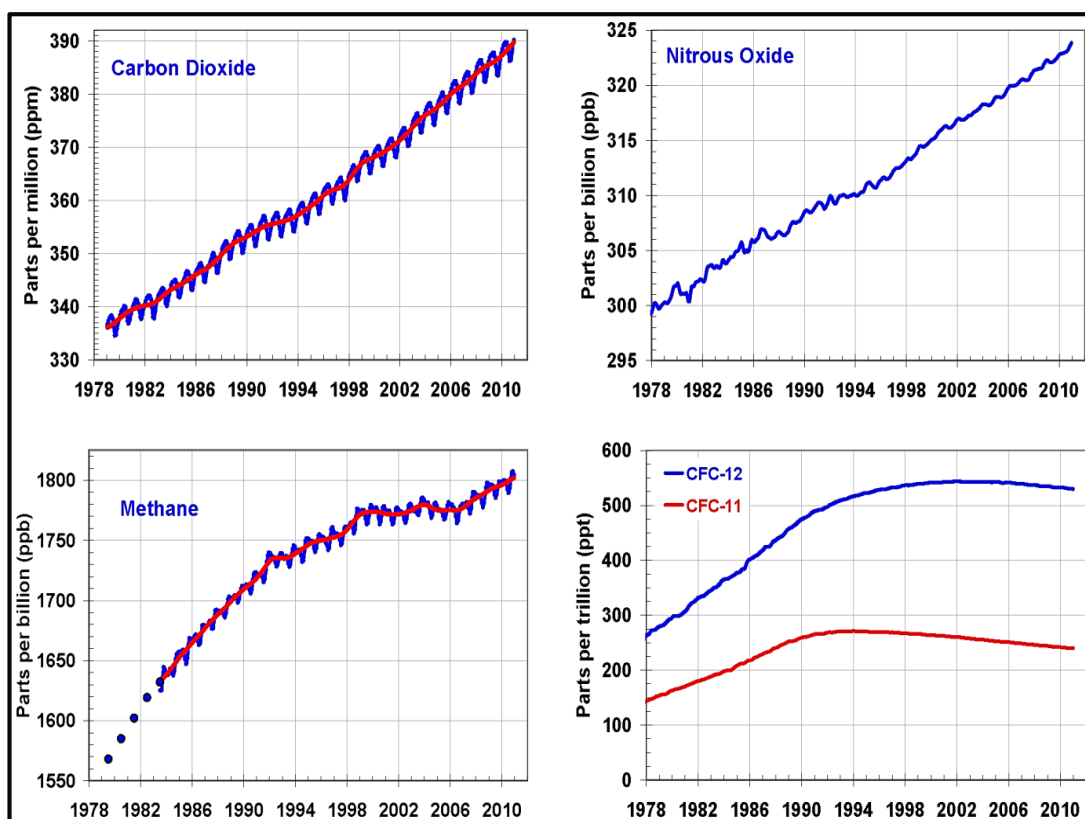 Carbon Dioxide
Parts per million (ppm)
390
380
370
360
350
340
330
1978 1982 1986 1990 1994 1998 2002 2006 2010
Nitrous Oxide
Parts per billion (ppb)
325
320
315
310
305
300
295
1978 1982 1986 1990 1994 1998 2002 2006 2010
Methane
Parts per billion (ppb)
1800
1750
1700
1650
1600
1550
1978 1982 1986 1990 1994 1998 2002 2006 2010
CFC-12
CFC-11
Parts per trillion (ppt)
600
500
400
300
200
100
0
1978 1982 1986 1990 1994 1998 2002 2006 2010